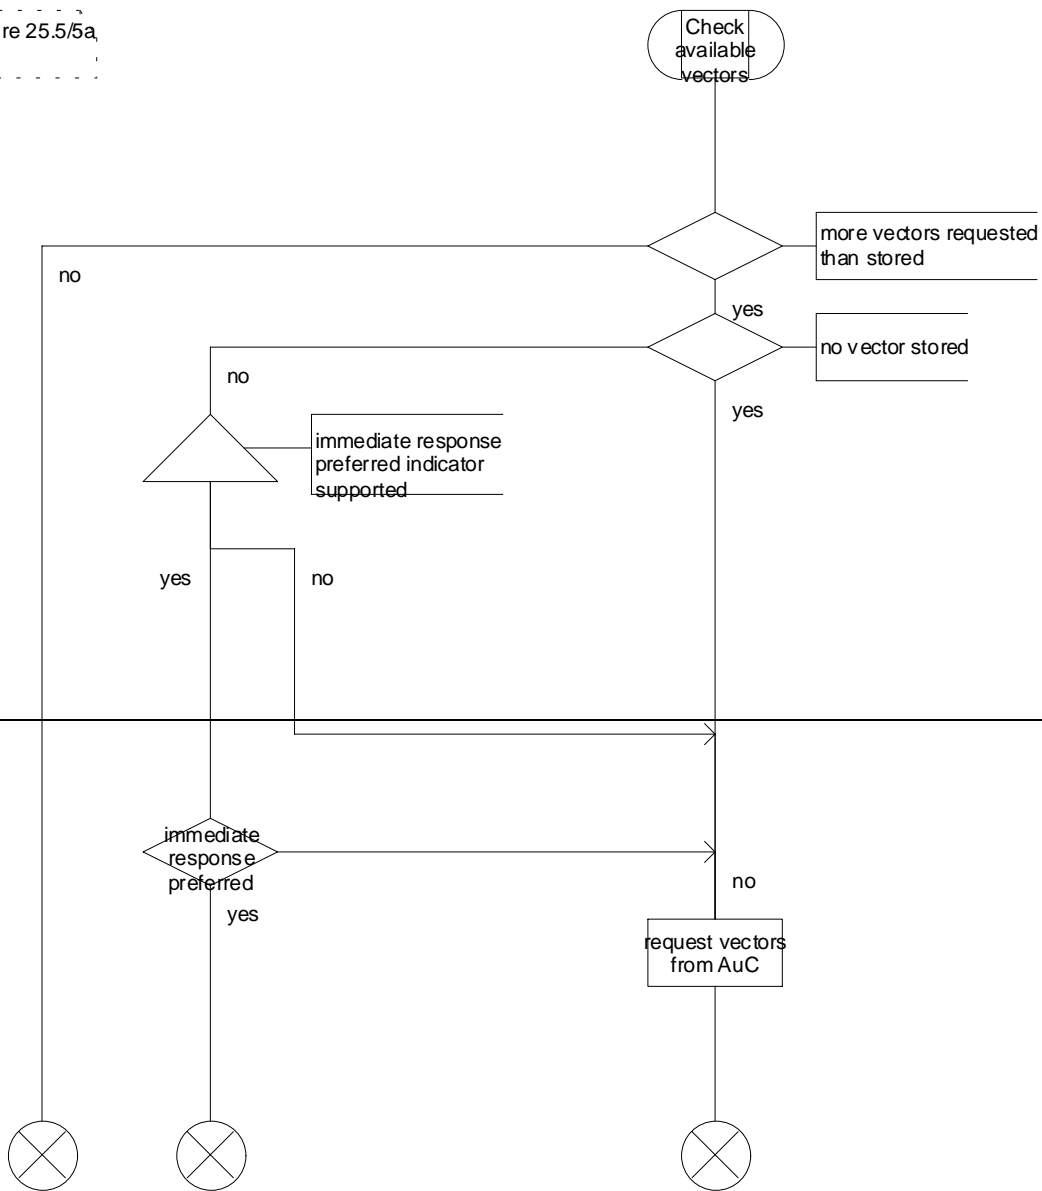 re 25.5/5a
Check
available
vectors
more vectors requested
than stored
no
yes
no vector stored
no
yes
immediate response
preferred indicator
supported
yes
no
immediate
response
preferred
no
yes
request vectors
from AuC